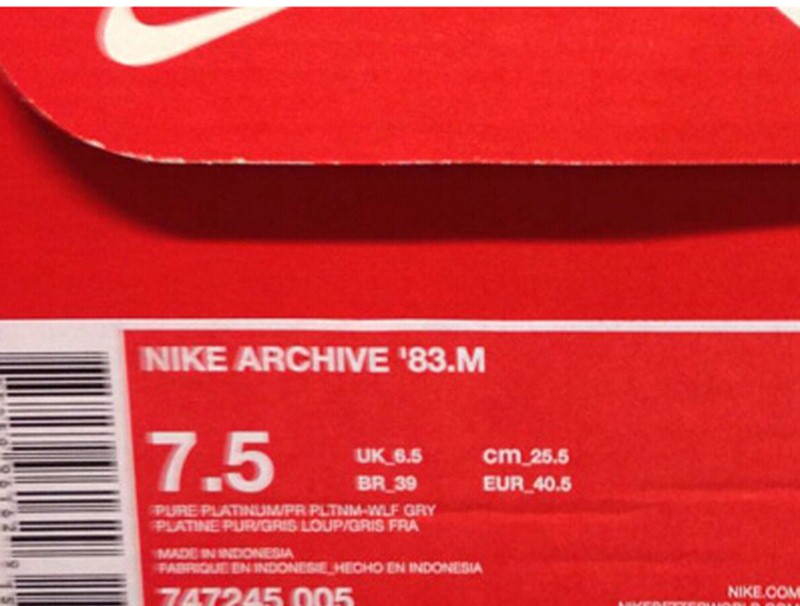 NIKE ARCHIVE '83.M
7.5
UK_6.5 cm_25.5
BR_39 EUR_40.5
PURE PLATINUM/PR PLTNM-WLF GRY
PLATINE PUR/GRIS LOUP/GRIS FRA
MADE IN INDONESIA
FABRIQUE EN INDONESIE_HECHO EN INDONESIA
747245 005
NIKE.COM